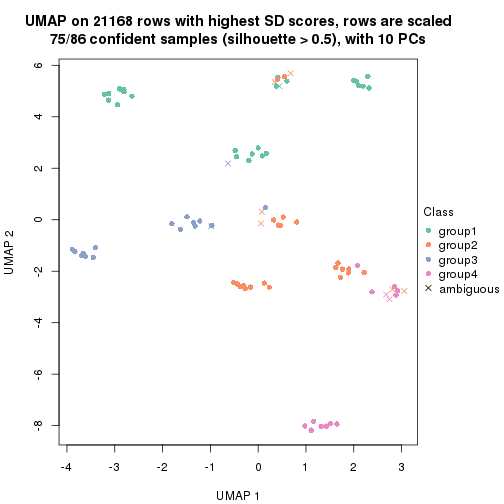 UMAP on 21168 rows with highest SD scores, rows are scaled
75/86 confident samples (silhouette > 0.5), with 10 PCs
6
4
2
0
-2
-4
-6
-8
UMAP 2
-4
-3
-2
-1
0
1
2
3
UMAP 1
Class
group1
group2
group3
group4
ambiguous